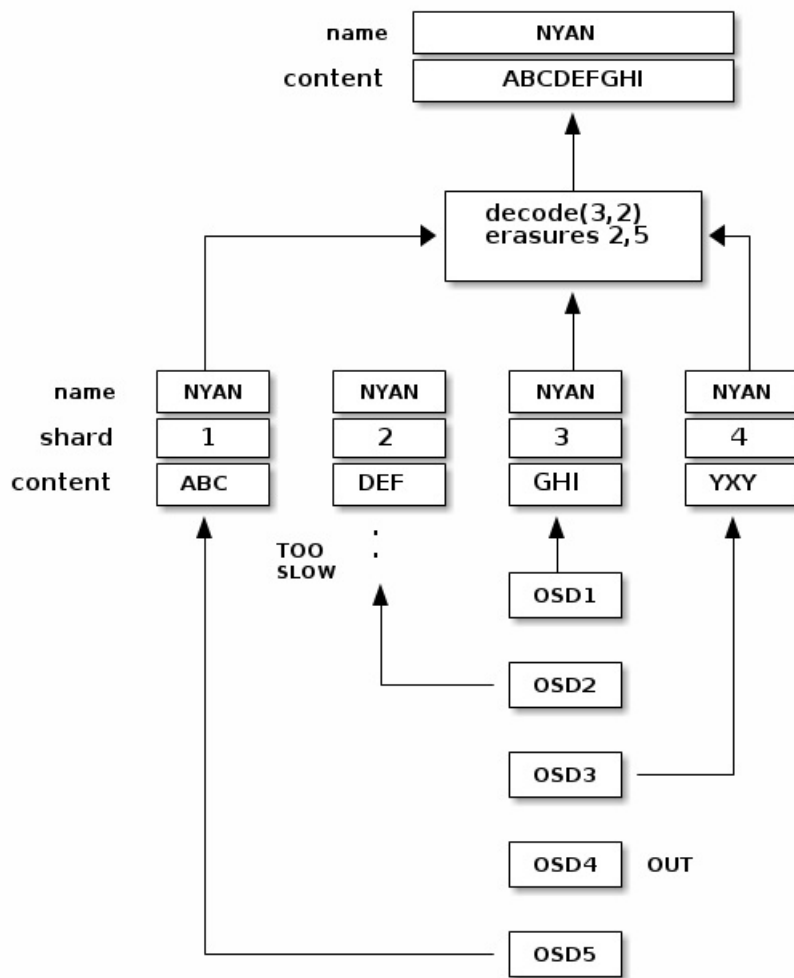 name NYAN
content ABCDEFGHI
decode(3,2)
erasures 2,5
name NYAN NYAN NYAN NYAN
shard 1 2 3 4
content ABC DEF GHI YXY
TOO
SLOW
OSD1
OSD2
OSD3
OSD4 OUT
OSD5